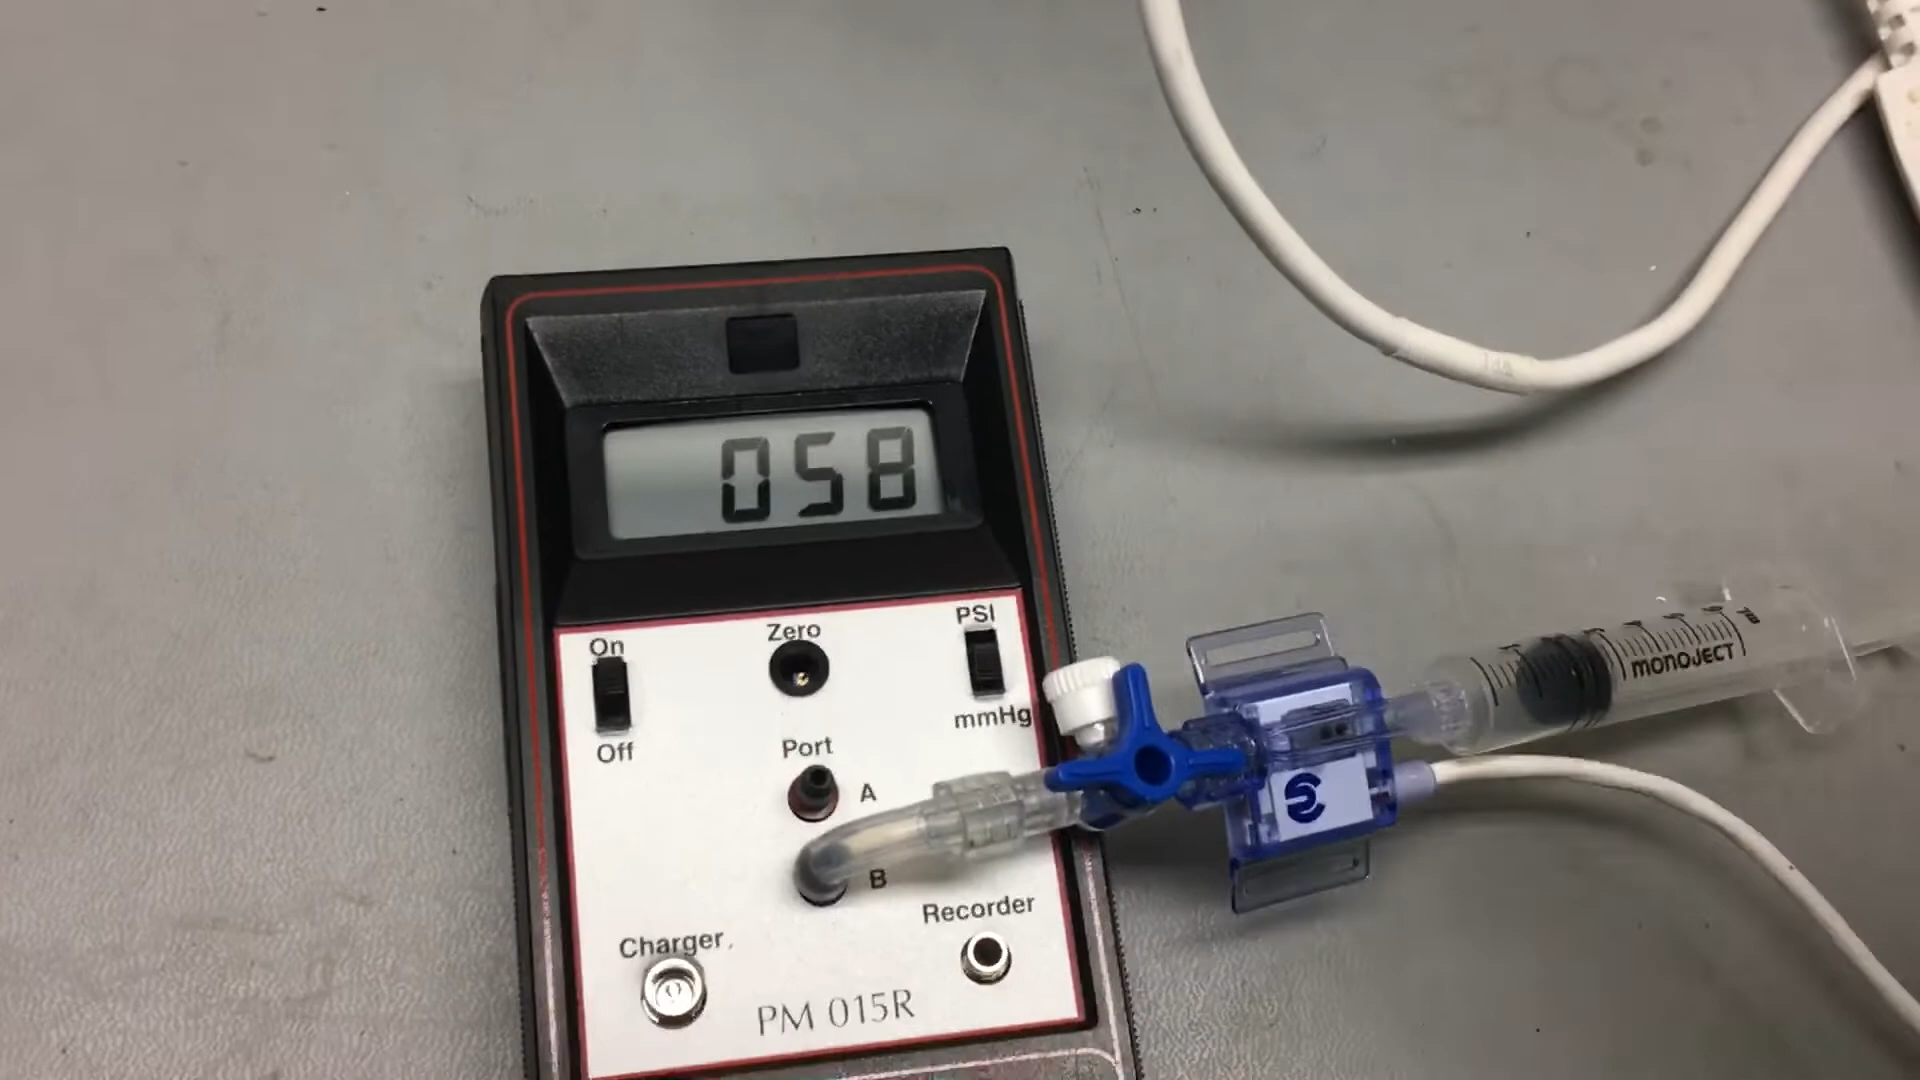 058
On
Zero
PSI
Off
mmHg
Port
A
B
Recorder
Charger
PM 015R
MONOJECT